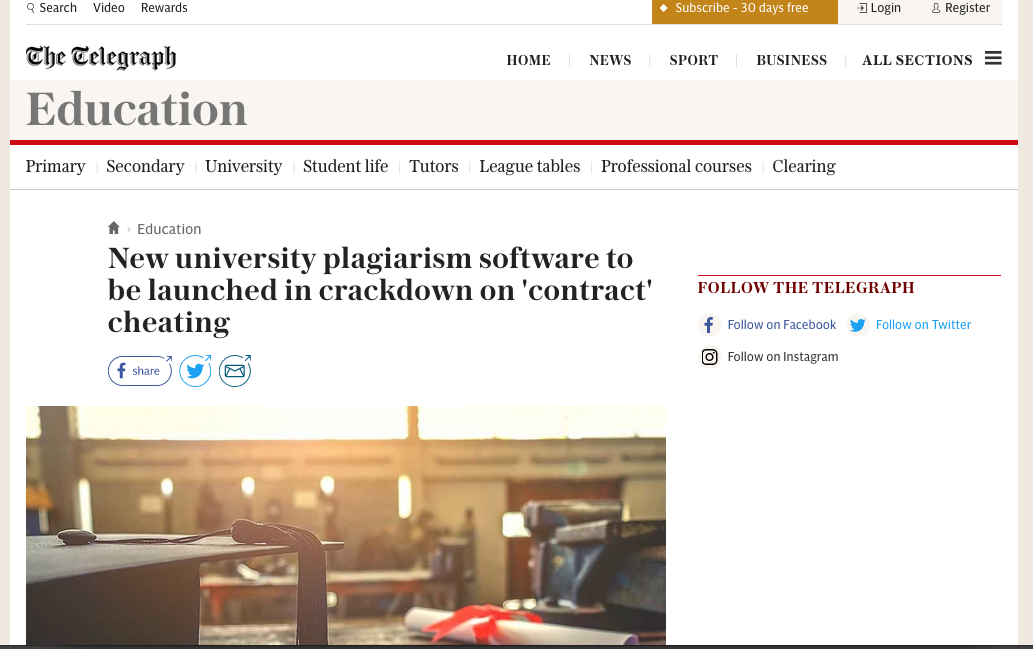 Search Video Rewards Subscribe - 30 days free Login Register
The Telegraph
HOME NEWS SPORT BUSINESS ALL SECTIONS
Education
Primary Secondary University Student life Tutors League tables Professional courses Clearing
Education
New university plagiarism software to
be launched in crackdown on 'contract'
cheating
share
FOLLOW THE TELEGRAPH
Follow on Facebook Follow on Twitter
Follow on Instagram